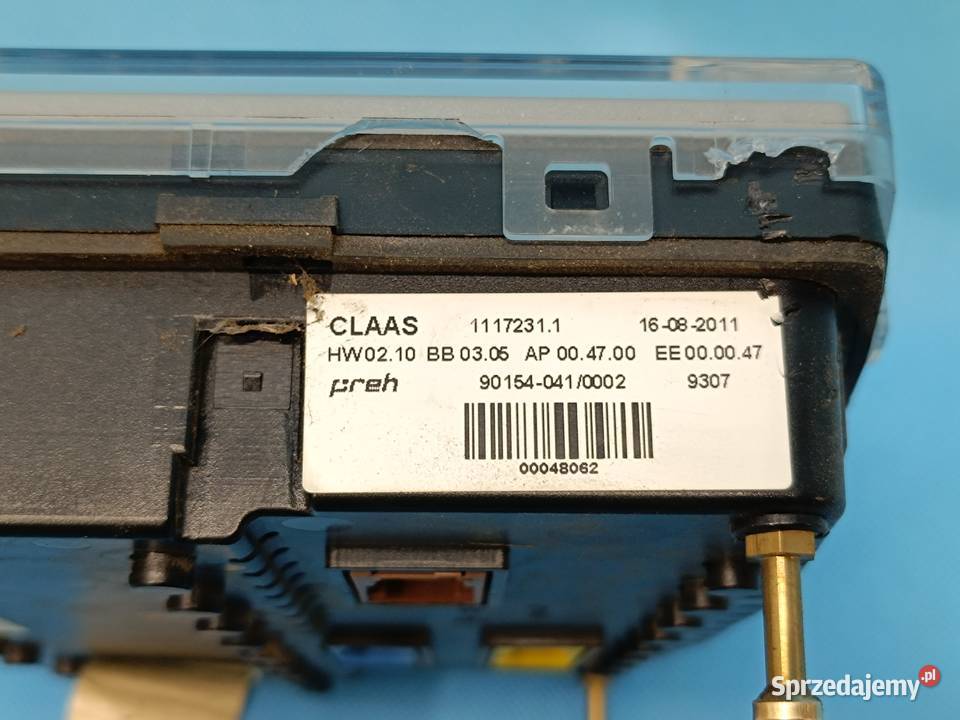 CLAAS 1117231.1 16-08-2011
HW02.10 BB 03.05 AP 00.47.00 EE 00.00.47
preh 90154-041/0002 9307
00048062
Sprzedajemy.pl